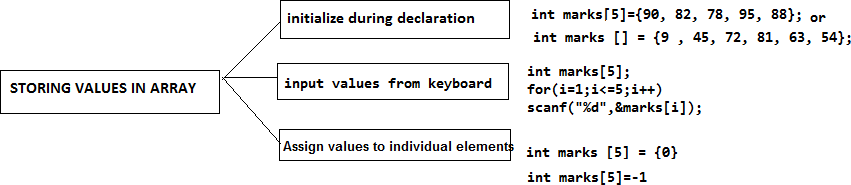 STORING VALUES IN ARRAY
initialize during declaration
int marks[5]={90, 82, 78, 95, 88}; or
int marks [] = {9 , 45, 72, 81, 63, 54};
input values from keyboard
int marks[5];
for(i=1;i<=5;i++)
scanf("%d",&marks[i]);
Assign values to individual elements
int marks [5] = {0}
int marks[5]=-1